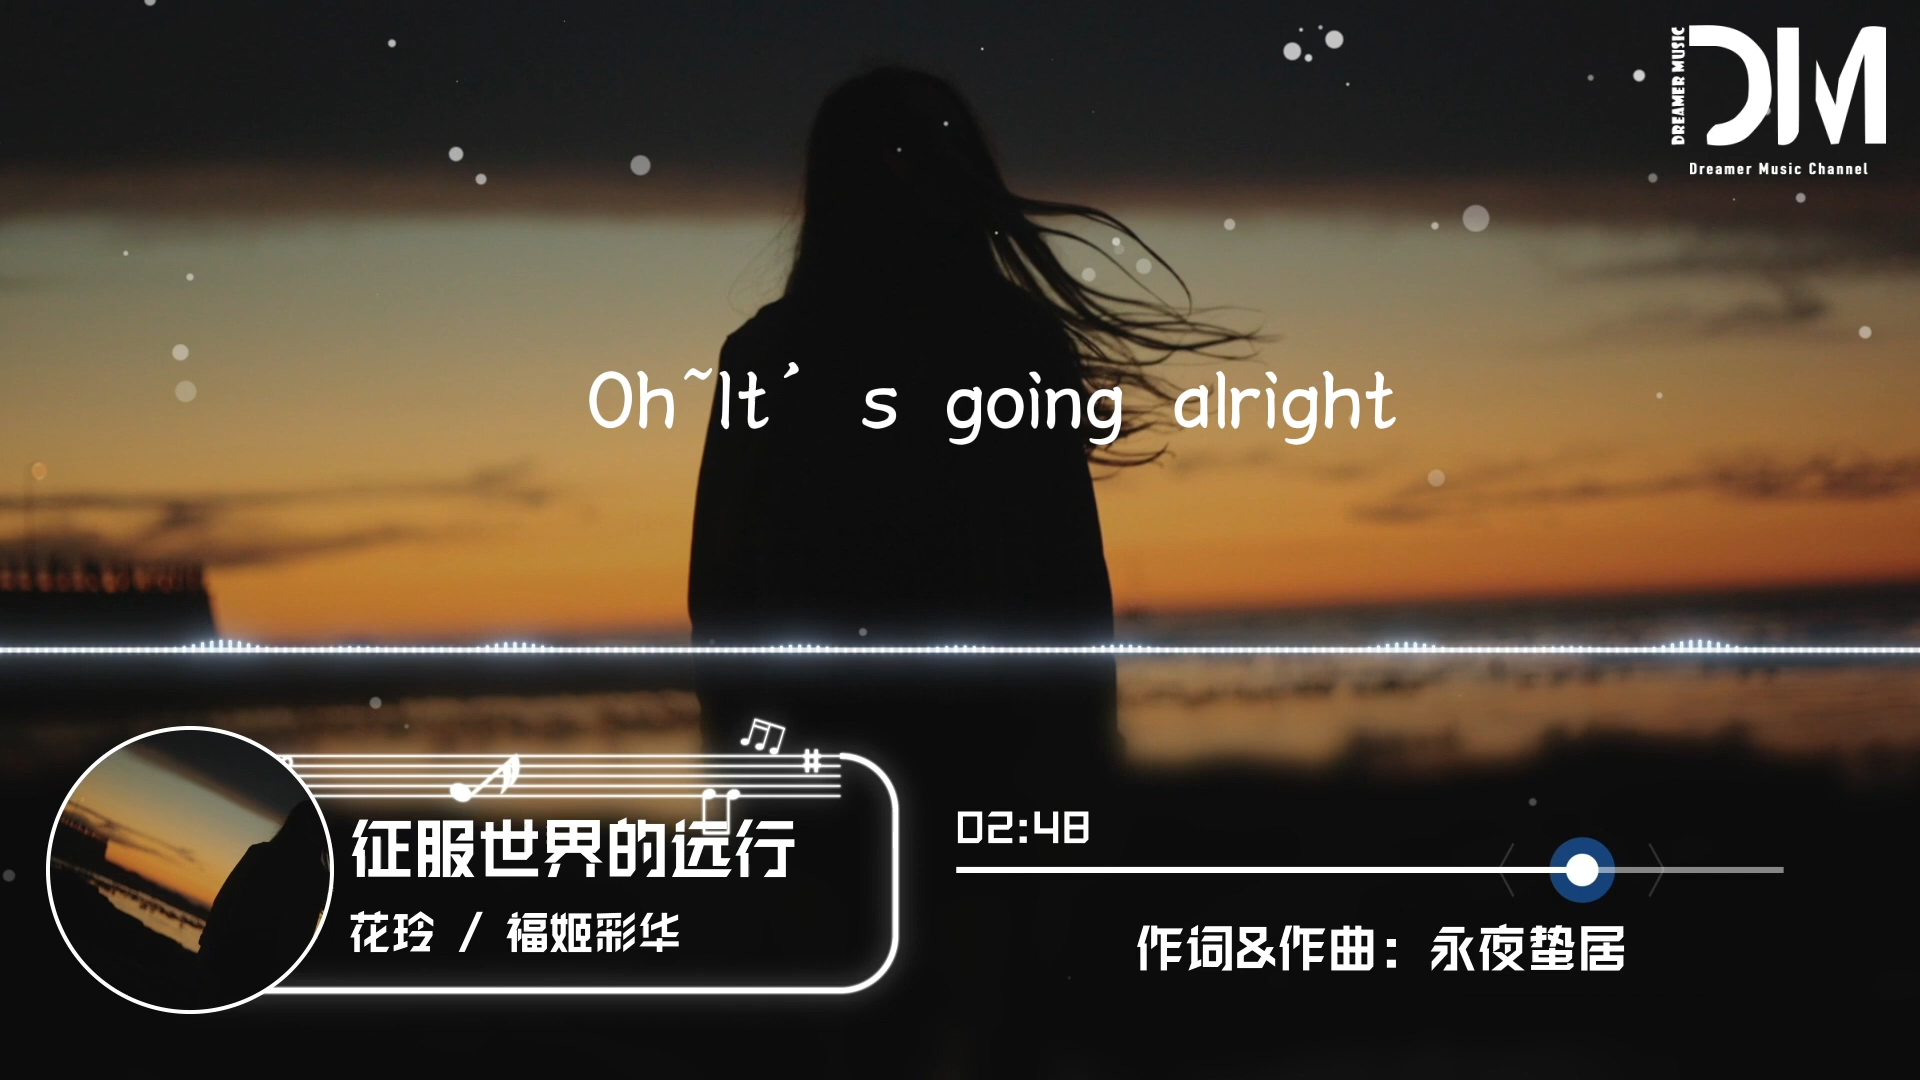 DREAMER MUSIC
DM
Dreamer Music Channel
Oh~It's going alright
征服世界的远行
花玲 / 福姬彩华
02:48
作词&作曲：永夜蛰居